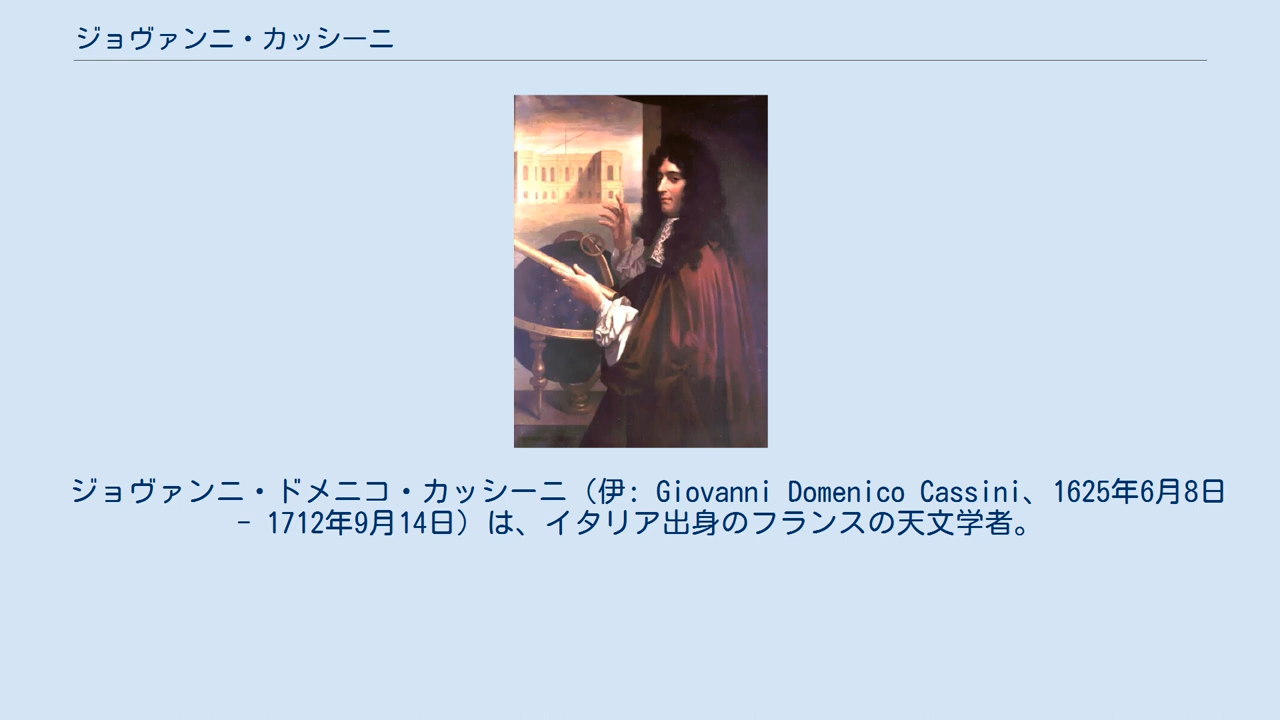 ジョヴァンニ・カッシーニ
ジョヴァンニ・ドメニコ・カッシーニ（伊: Giovanni Domenico Cassini、1625年6月8日
- 1712年9月14日）は、イタリア出身のフランスの天文学者。